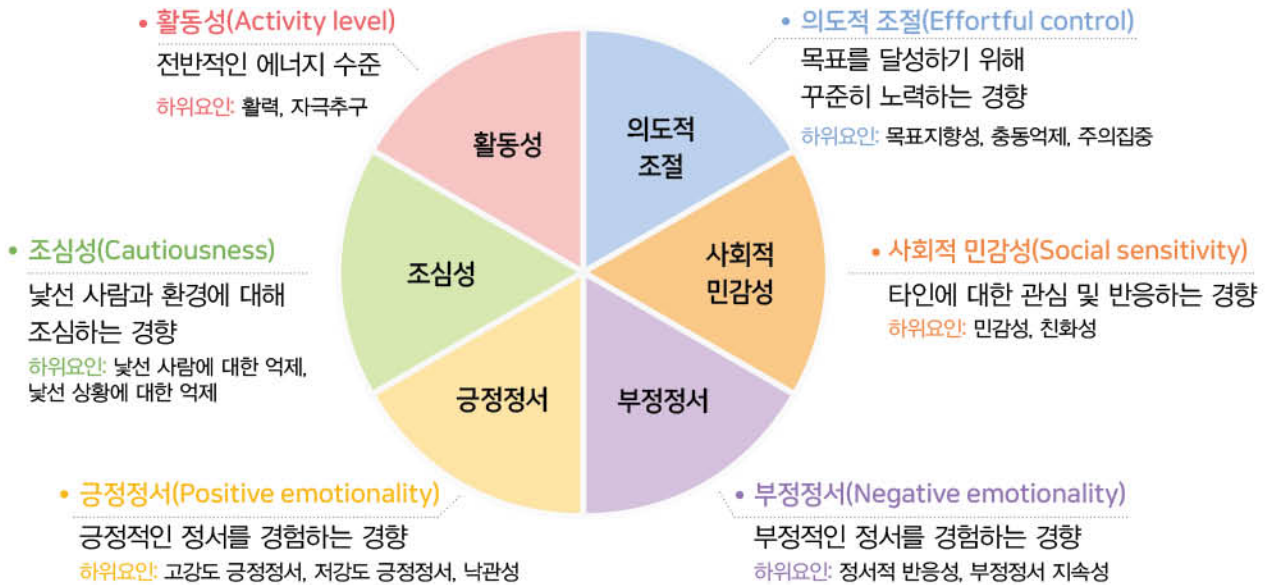 • 활동성(Activity level)
전반적인 에너지 수준
하위요인: 활력, 자극추구
• 의도적 조절(Effortful control)
목표를 달성하기 위해
꾸준히 노력하는 경향
하위요인: 목표지향성, 충동억제, 주의집중
활동성
의도적
조절
• 조심성(Cautiousness)
낯선 사람과 환경에 대해
조심하는 경향
하위요인: 낯선 사람에 대한 억제,
낯선 상황에 대한 억제
조심성
사회적
민감성
• 사회적 민감성(Social sensitivity)
타인에 대한 관심 및 반응하는 경향
하위요인: 민감성, 친화성
긍정정서
부정정서
• 긍정정서(Positive emotionality)
긍정적인 정서를 경험하는 경향
하위요인: 고강도 긍정정서, 저강도 긍정정서, 낙관성
• 부정정서(Negative emotionality)
부정적인 정서를 경험하는 경향
하위요인: 정서적 반응성, 부정정서 지속성